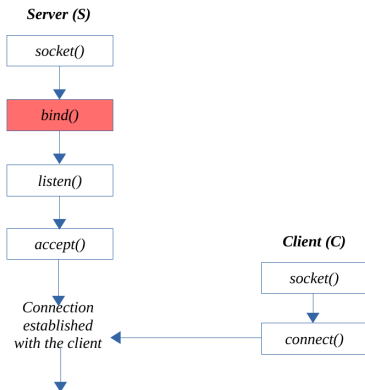 Server (S)
socket()
bind()
listen()
accept()
Connection
established
with the client
Client (C)
socket()
connect()